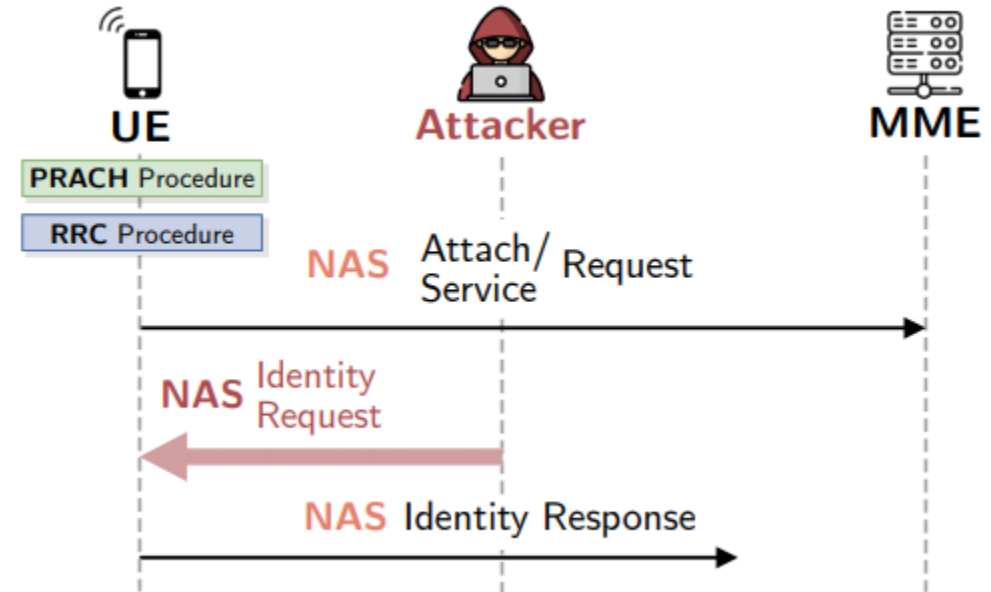 UE
Attacker
MME
PRACH Procedure
RRC Procedure
NAS Attach/ Request
Service
NAS Identity
Request
NAS Identity Response